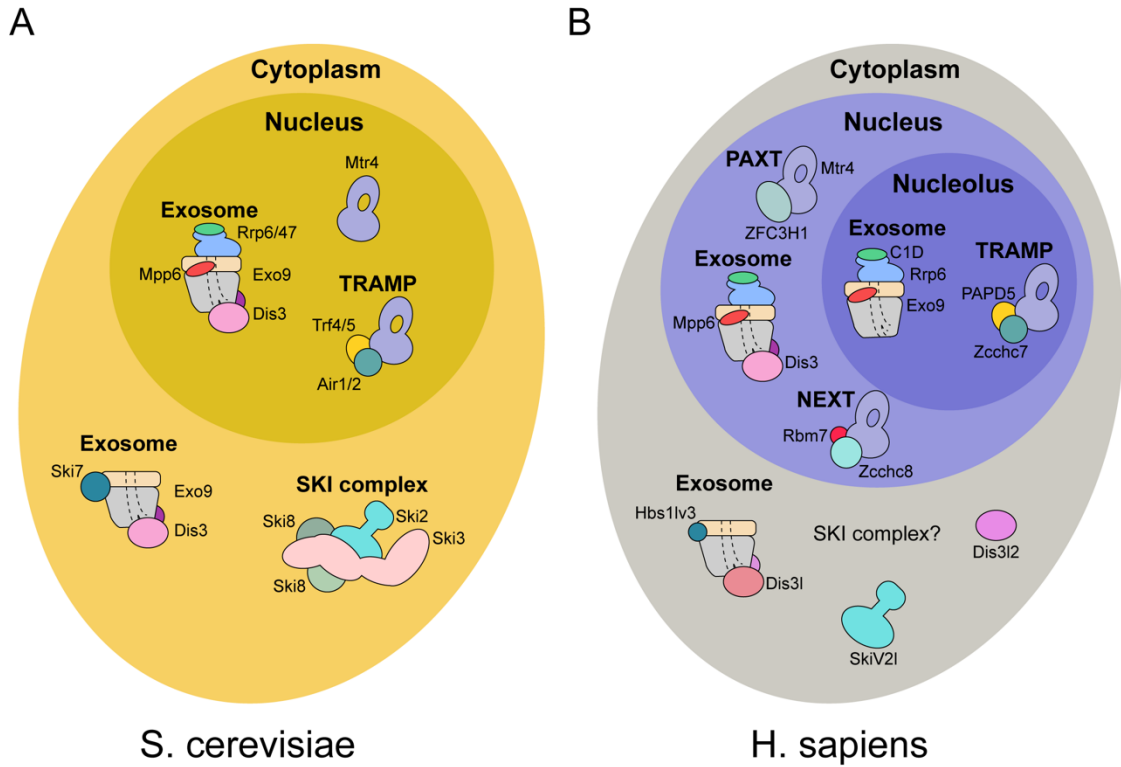 A
Cytoplasm
Nucleus
Mtr4
Exosome
Rrp6/47
Mpp6
Exo9
Dis3
TRAMP
Trf4/5
Air1/2
Exosome
Ski7
Exo9
Dis3
SKI complex
Ski8
Ski2
Ski3
Ski8
S. cerevisiae
B
Cytoplasm
Nucleus
PAXT
Mtr4
ZFC3H1
Nucleolus
Exosome
C1D
Rrp6
Exo9
TRAMP
PAPD5
Zcchc7
Exosome
Mpp6
Dis3
NEXT
Rbm7
Zcchc8
Exosome
Hbs1lv3
Dis3l
SKI complex?
Dis3l2
SkiV2l
H. sapiens